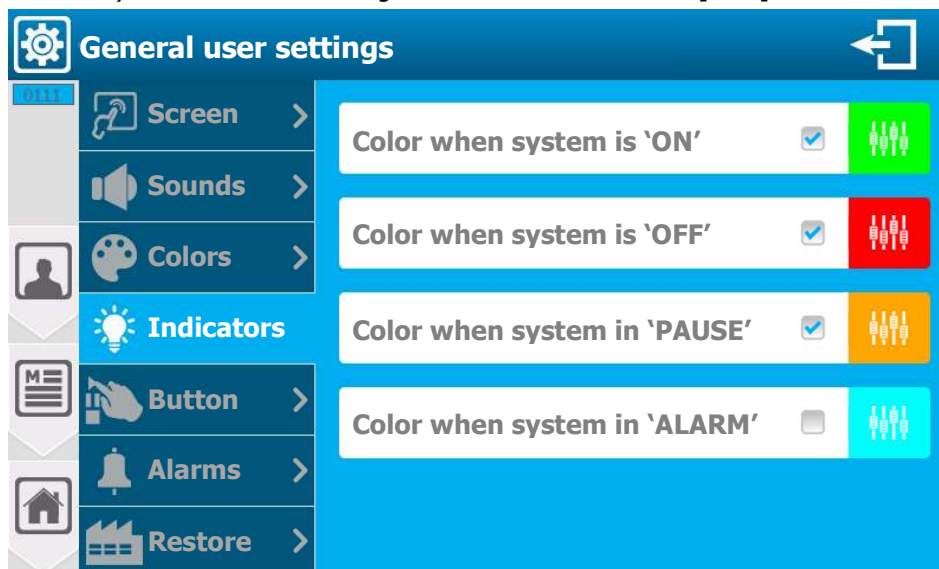 General user settings
0111
Screen
Sounds
Colors
Indicators
Button
Alarms
Restore
Color when system is ‘ON’
Color when system is ‘OFF’
Color when system in ‘PAUSE’
Color when system in ‘ALARM’
M